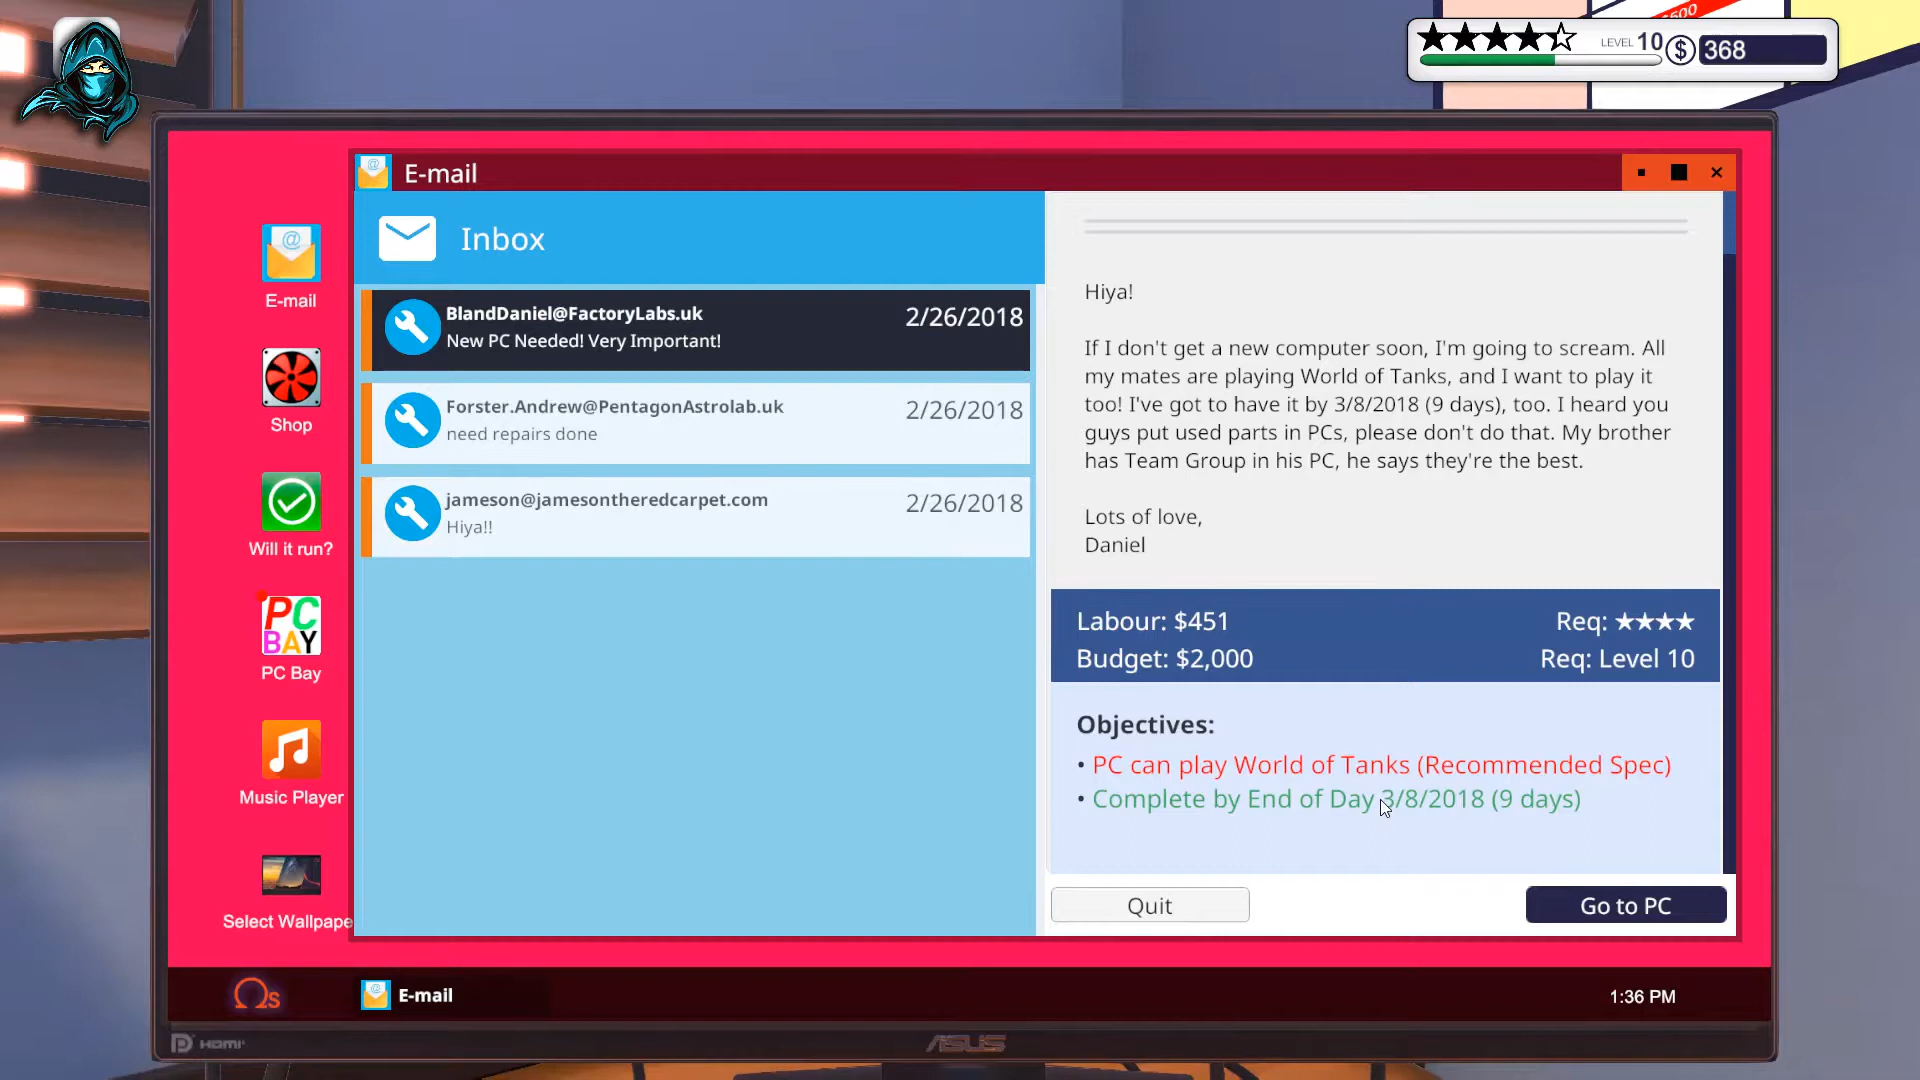 $500
LEVEL 10
$ 368
E-mail
Inbox
BlandDaniel@FactoryLabs.uk
2/26/2018
New PC Needed! Very Important!
Forster.Andrew@PentagonAstrolab.uk
2/26/2018
need repairs done
jameson@jamesontheredcarpet.com
2/26/2018
Hiya!!
Hiya!
If I don't get a new computer soon, I'm going to scream. All
my mates are playing World of Tanks, and I want to play it
too! I've got to have it by 3/8/2018 (9 days), too. I heard you
guys put used parts in PCs, please don't do that. My brother
has Team Group in his PC, he says they're the best.
Lots of love,
Daniel
Labour: $451
Req: ★★★★
Budget: $2,000
Req: Level 10
Objectives:
• PC can play World of Tanks (Recommended Spec)
• Complete by End of Day 3/8/2018 (9 days)
Quit
Go to PC
E-mail
Shop
Will it run?
PC BAY
PC Bay
Music Player
Select Wallpape
Ωs
E-mail
1:36 PM
HDMI
ASUS